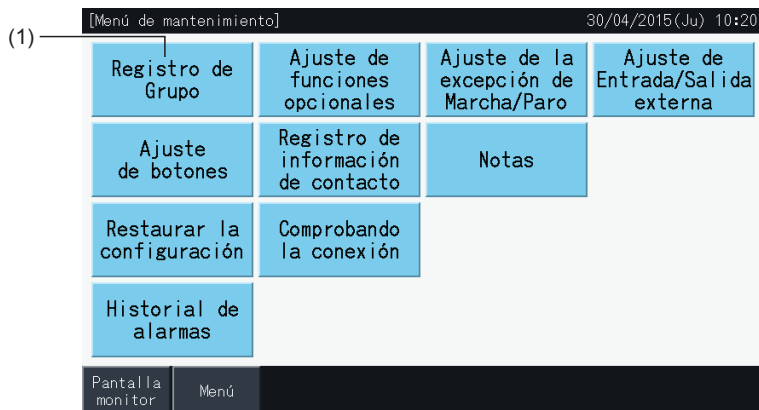 [Menú de mantenimiento] 30/04/2015(Ju) 10:20
(1)
Registro de
Grupo
Ajuste de
funciones
opcionales
Ajuste de la
excepción de
Marcha/Paro
Ajuste de
Entrada/Salida
externa
Ajuste
de botones
Registro de
información
de contacto
Notas
Restaurar la
configuración
Comprobando
la conexión
Historial de
alarmas
Pantalla
monitor
Menú